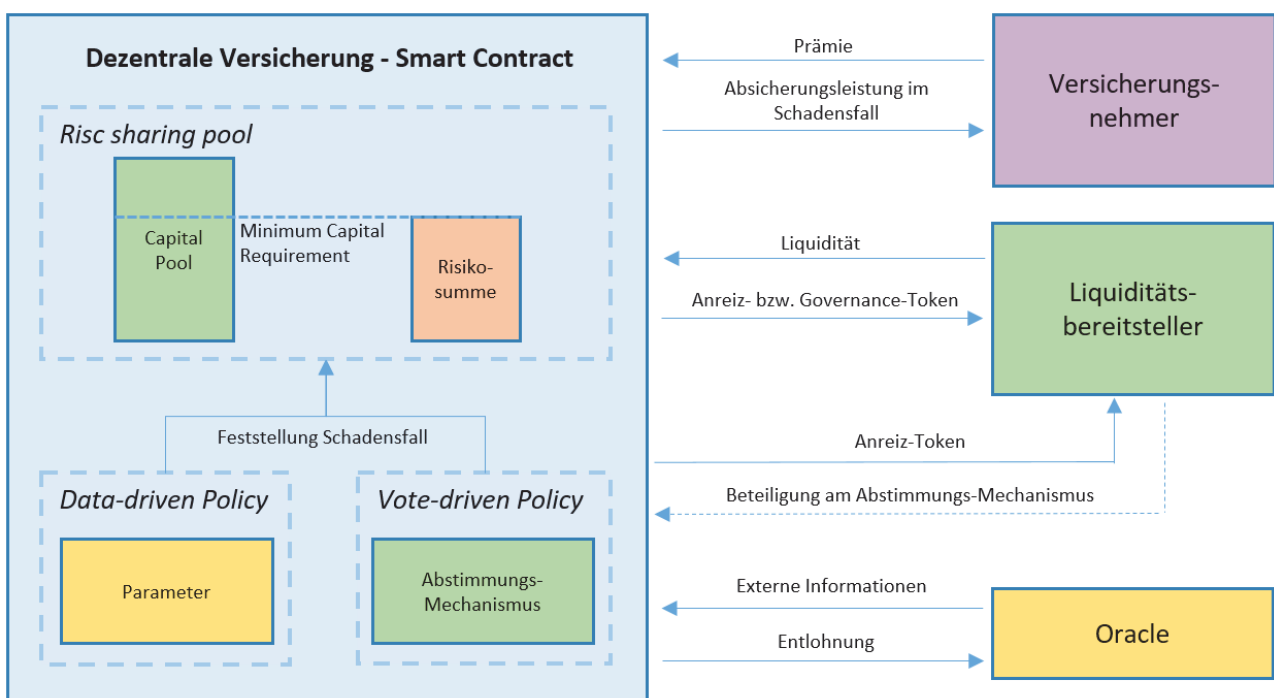 Dezentrale Versicherung - Smart Contract
Risc sharing pool
Capital
Pool
Minimum Capital
Requirement
Risiko-
summe
Feststellung Schadensfall
Data-driven Policy
Parameter
Vote-driven Policy
Abstimmungs-
Mechanismus
Prämie
Absicherungsleistung im
Schadensfall
Versicherungs-
nehmer
Liquidität
Anreiz- bzw. Governance-Token
Liquiditäts-
bereitsteller
Anreiz-Token
Beteiligung am Abstimmungs-Mechanismus
Externe Informationen
Entlohnung
Oracle